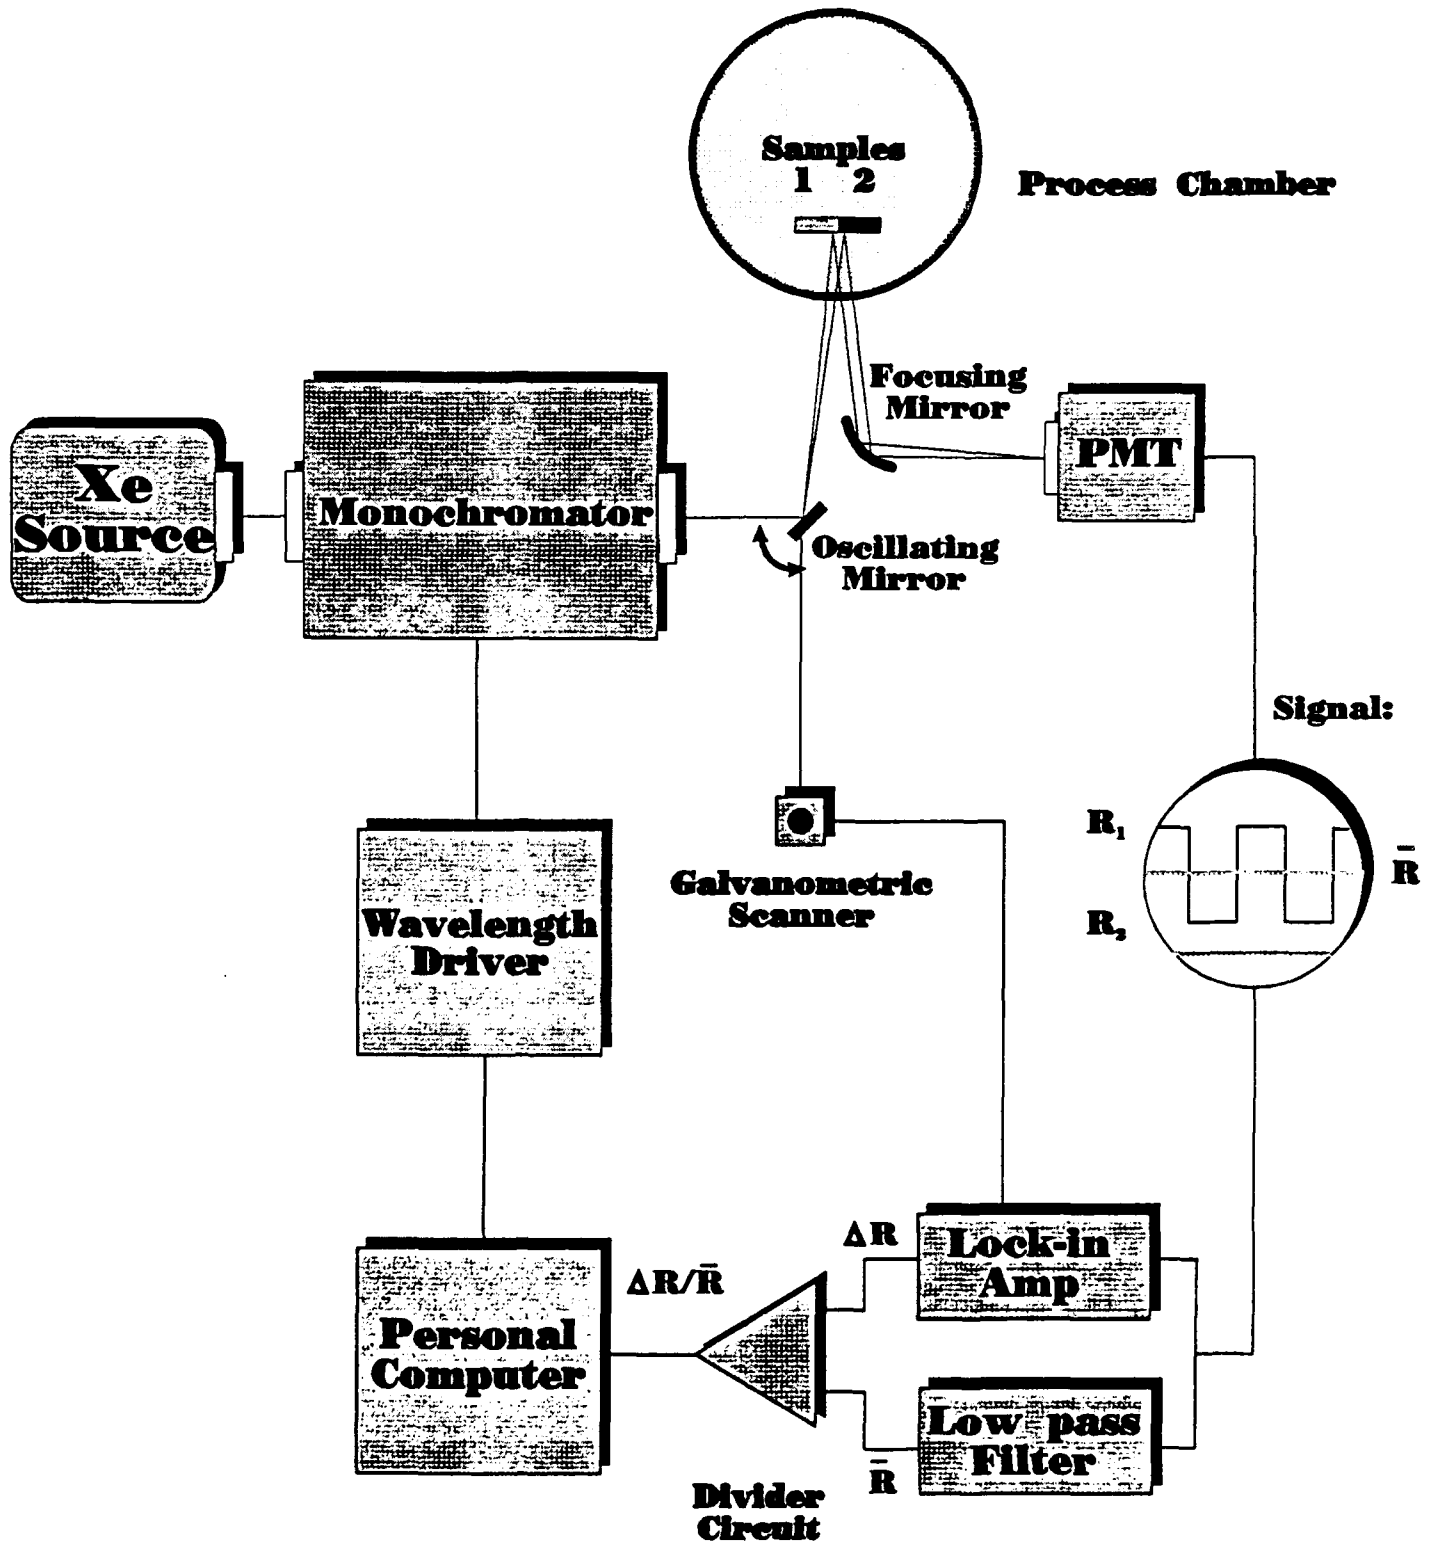 Samples
1 2
Process Chamber
Focusing
Mirror
PMT
Xe
Source
Monochromator
Oscillating
Mirror
Signal:
R₁
R̄
R₂
Galvanometric
Scanner
Wavelength
Driver
Lock-in
Amp
ΔR
ΔR/R̄
Personal
Computer
Low pass
Filter
R̄
Divider
Circuit